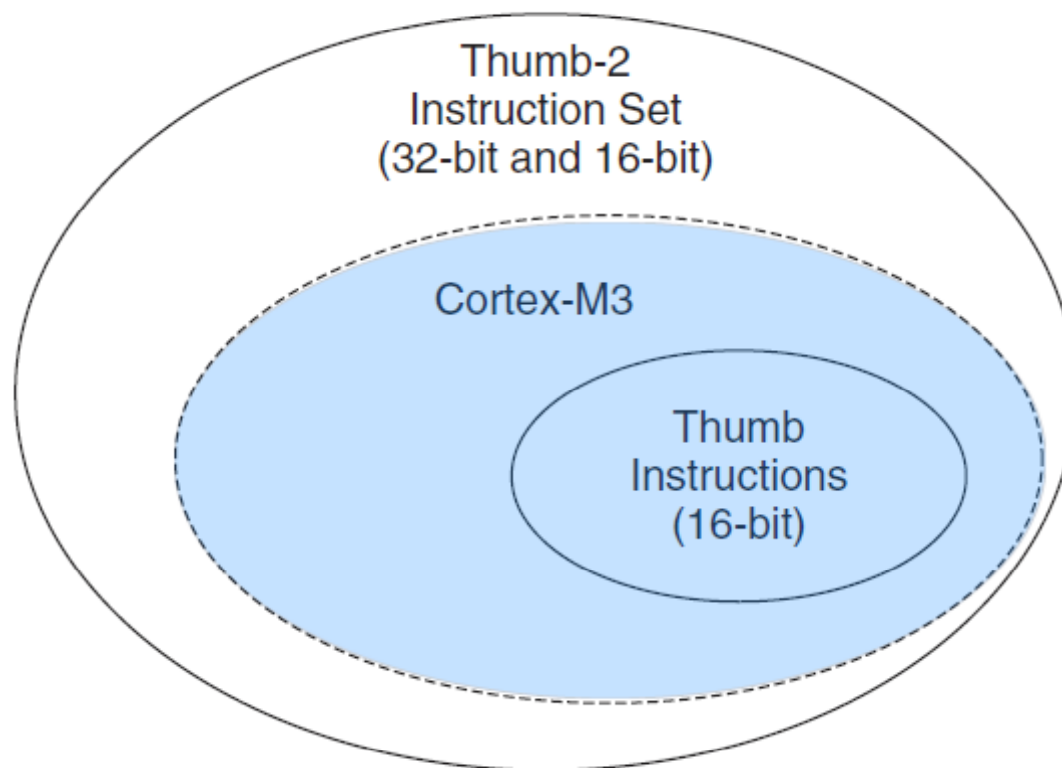 Thumb-2
Instruction Set
(32-bit and 16-bit)
Cortex-M3
Thumb
Instructions
(16-bit)